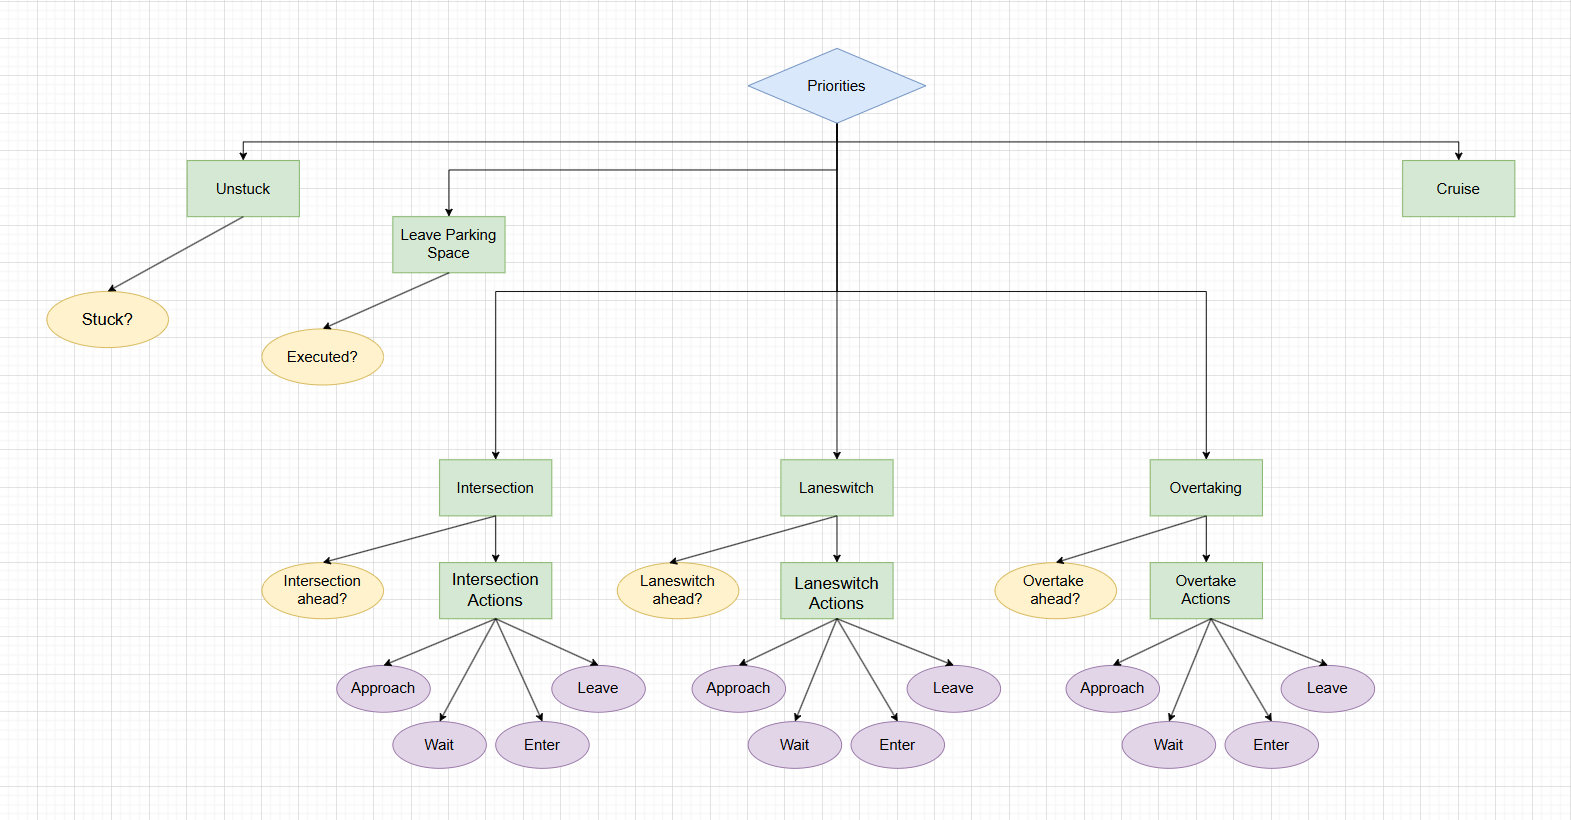 Priorities
Unstuck
Cruise
Leave Parking
Space
Stuck?
Executed?
Intersection
Laneswitch
Overtaking
Intersection
ahead?
Intersection
Actions
Laneswitch
ahead?
Laneswitch
Actions
Overtake
ahead?
Overtake
Actions
Approach
Leave
Approach
Leave
Approach
Leave
Wait
Enter
Wait
Enter
Wait
Enter